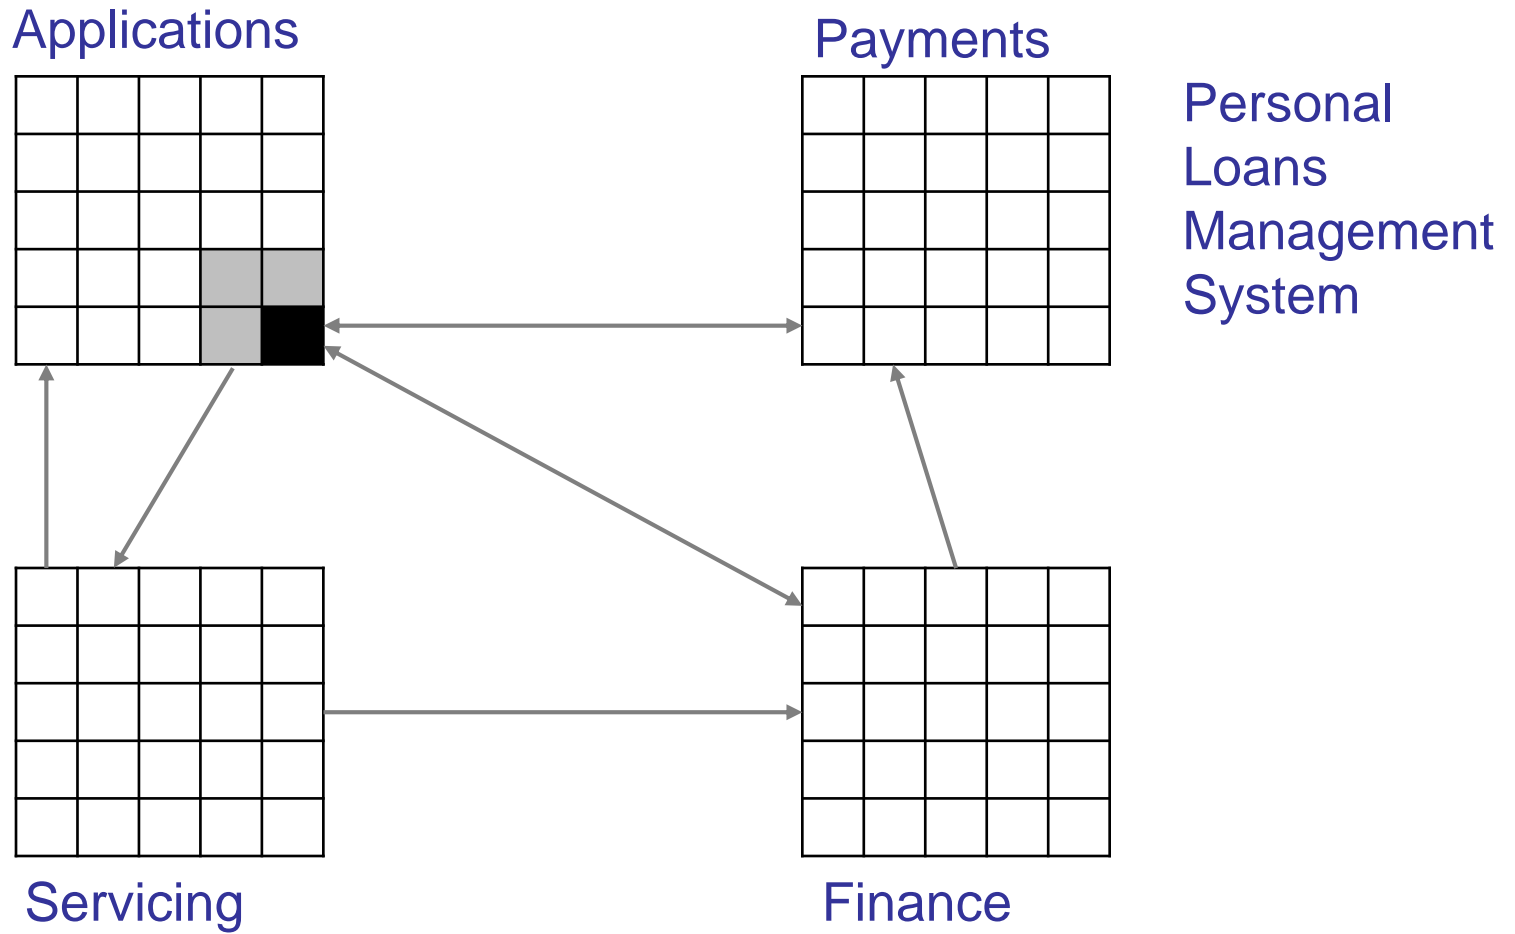 Applications
Payments
Personal
Loans
Management
System
Servicing
Finance